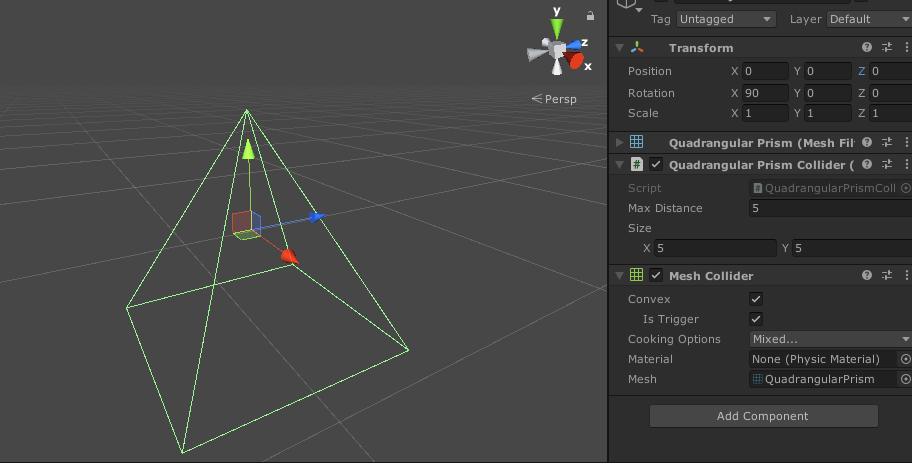 y
z
x
Persp
Tag Untagged Layer Default
Transform
Position X 0 Y 0 Z 0
Rotation X 90 Y 0 Z 0
Scale X 1 Y 1 Z 1
Quadrangular Prism (Mesh Fil
Quadrangular Prism Collider (
Script # QuadrangularPrismColl
Max Distance 5
Size
X 5 Y 5
Mesh Collider
Convex
Is Trigger
Cooking Options Mixed...
Material None (Physic Material)
Mesh QuadrangularPrism
Add Component